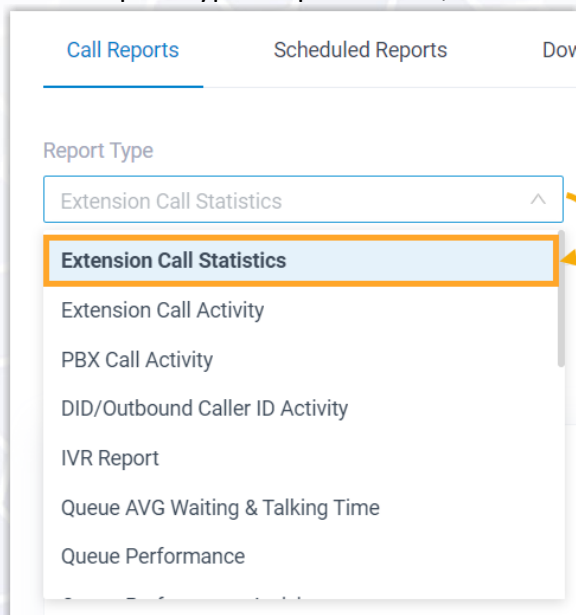 Call Reports Scheduled Reports
Report Type
Extension Call Statistics
Extension Call Statistics
Extension Call Activity
PBX Call Activity
DID/Outbound Caller ID Activity
IVR Report
Queue AVG Waiting & Talking Time
Queue Performance